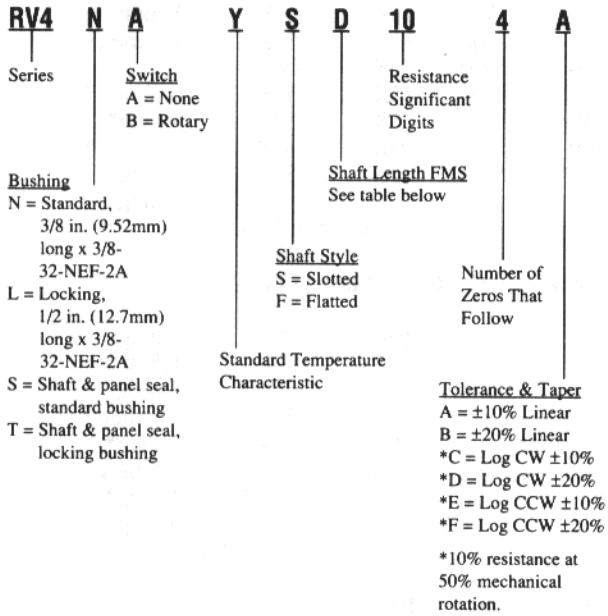 RV4 N A Y S D 10 4 A
Series
Switch
A = None
B = Rotary
Resistance
Significant
Digits
Bushing
N = Standard,
3/8 in. (9.52mm)
long x 3/8-
32-NEF-2A
L = Locking,
1/2 in. (12.7mm)
long x 3/8-
32-NEF-2A
S = Shaft & panel seal,
standard bushing
T = Shaft & panel seal,
locking bushing
Shaft Length FMS
See table below
Shaft Style
S = Slotted
F = Flatted
Number of
Zeros That
Follow
Standard Temperature
Characteristic
Tolerance & Taper
A = ±10% Linear
B = ±20% Linear
*C = Log CW ±10%
*D = Log CW ±20%
*E = Log CCW ±10%
*F = Log CCW ±20%
*10% resistance at
50% mechanical
rotation.